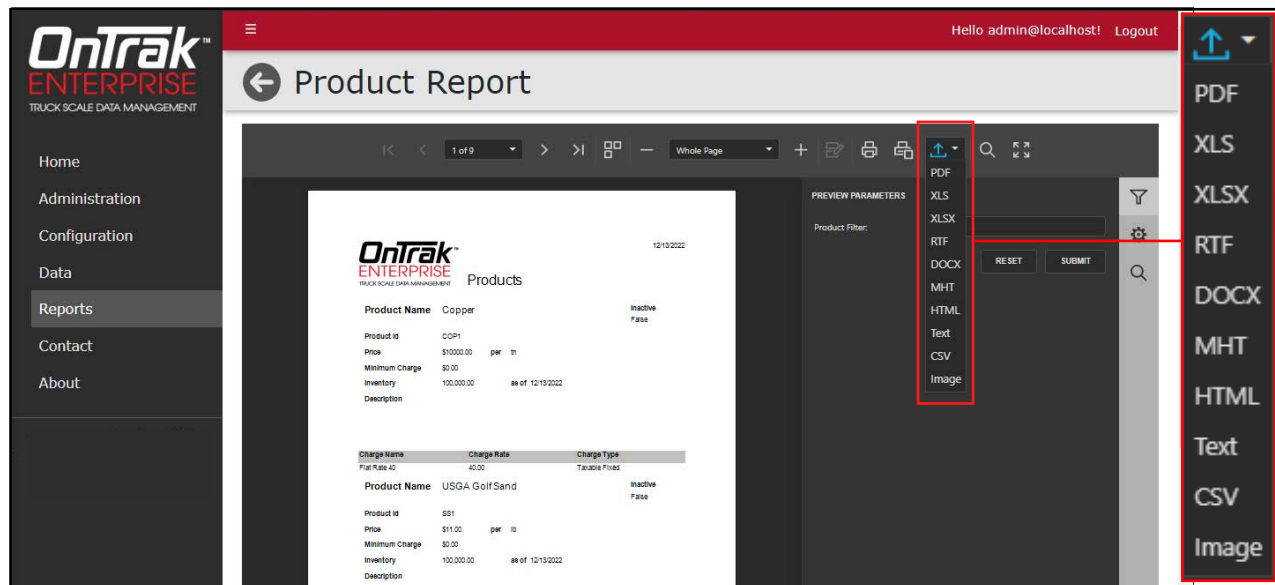 OnTrak™
ENTERPRISE
TRUCK SCALE DATA MANAGEMENT
Home
Administration
Configuration
Data
Reports
Contact
About
Hello admin@localhost! Logout
Product Report
1 of 9
Whole Page
PDF
XLS
XLSX
RTF
DOCX
MHT
HTML
Text
CSV
Image
PREVIEW PARAMETERS
Product Filter:
RESET SUBMIT
OnTrak™
ENTERPRISE
TRUCK SCALE DATA MANAGEMENT
Products
12/13/2022
Product Name Copper Inactive
False
Product Id COP1
Price $10000.00 per tn
Minimum Charge $0.00
Inventory 100,000.00 as of 12/13/2022
Description
Charge Name Charge Rate Charge Type
Flat Rate 40 40.00 Taxable Fixed
Product Name USGA Golf Sand Inactive
False
Product Id SS1
Price $11.00 per lb
Minimum Charge $0.00
Inventory 100,000.00 as of 12/13/2022
Description
PDF
XLS
XLSX
RTF
DOCX
MHT
HTML
Text
CSV
Image